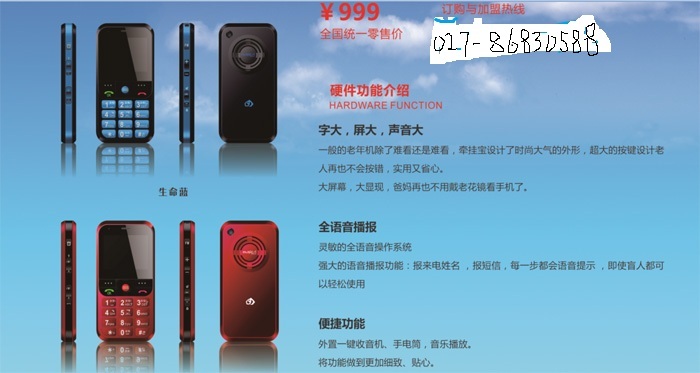 ¥999
全国统一零售价
订购与加盟热线
027-86830588
硬件功能介绍
HARDWARE FUNCTION
字大，屏大，声音大
一般的老年机除了难看还是难看，牵挂宝设计了时尚大气的外形，超大的按键设计老
人再也不会按错，实用又省心。
大屏幕，大显现，爸妈再也不用戴老花镜看手机了。
生命蓝
全语音播报
灵敏的全语音操作系统
强大的语音播报功能：报来电姓名，报短信，每一步都会语音提示，即使盲人都可
以轻松使用
便捷功能
外置一键收音机、手电筒，音乐播放。
将功能做到更加细致、贴心。